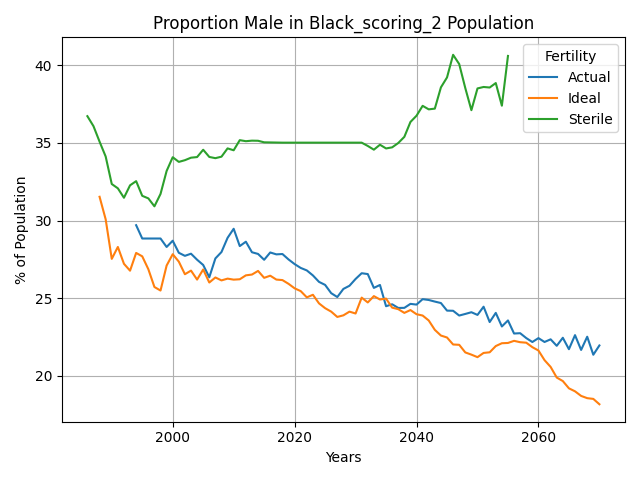 Proportion Male in Black_scoring_2 Population
Fertility
Actual
Ideal
Sterile
% of Population
40
35
30
25
20
2000
2020
2040
2060
Years